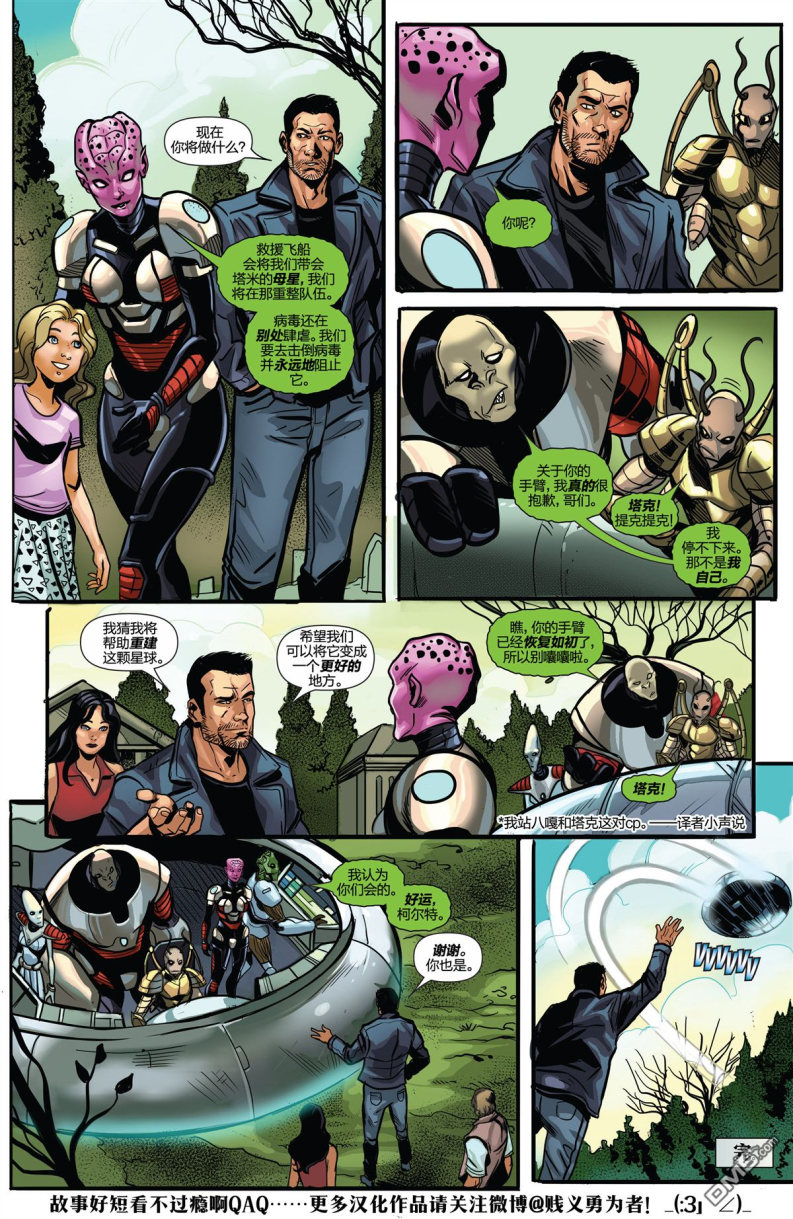 现在
你将做什么?
救援飞船
会将我们带会
塔米的母星,我们
将在那重整队伍。
病毒还在
别处肆虐。我们
要去击倒病毒
并永远地阻止
它。
你呢?
关于你的
手臂,我真的很
抱歉,哥们。
塔克!
提克提克!
我
停不下来。
那不是我
自己。
我猜我将
帮助重建
这颗星球。
希望我们
可以将它变成
一个更好的
地方。
瞧,你的手臂
已经恢复如初了,
所以别囔囔啦。
塔克!
*我站八嘎和塔克这对cp。——译者小声说
我认为
你们会的。
好运,
柯尔特。
谢谢。
你也是。
VVVVVV
完
DM5.com
故事好短看不过瘾啊QAQ……更多汉化作品请关注微博@贱义勇为者! _(:3」∠)_